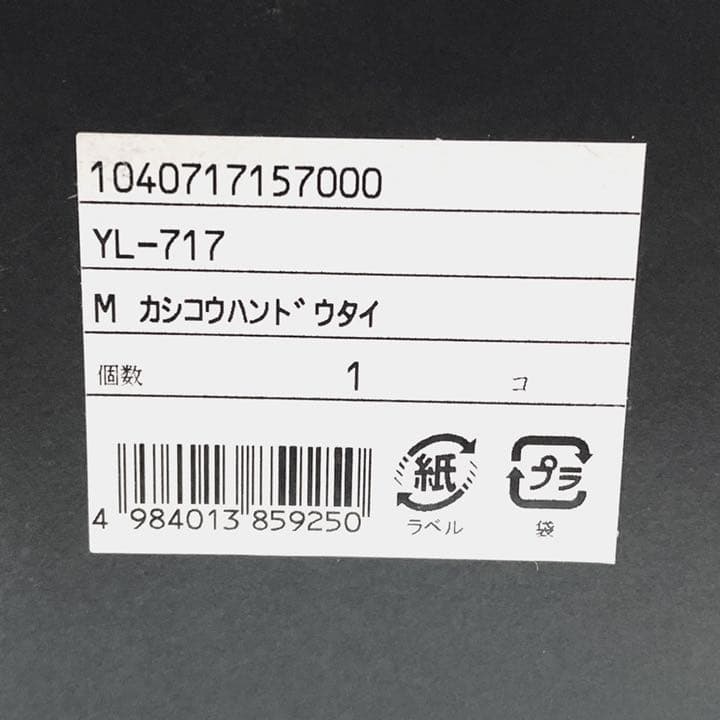 1040717157000
YL-717
M カシコウハンドウタイ
個数 1 コ
4 984013 859250
紙 プラ
ラベル 袋